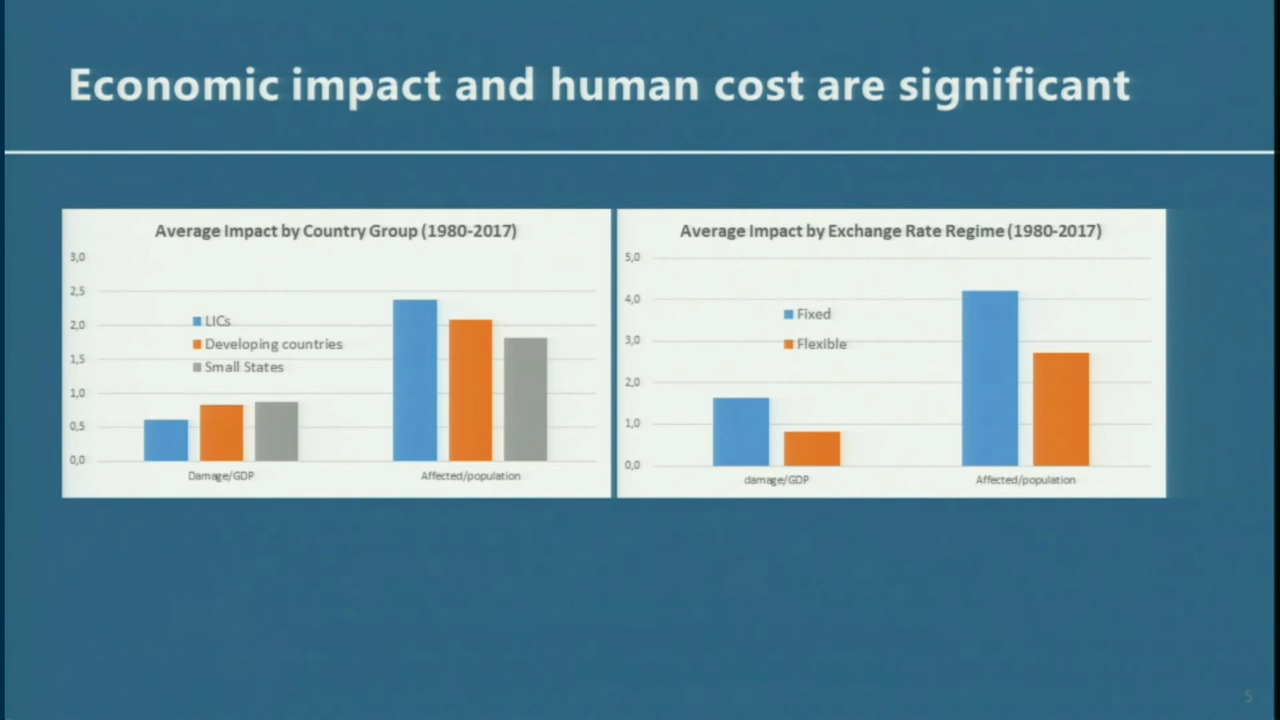 Economic impact and human cost are significant
Average Impact by Country Group (1980-2017)
3,0
2,5
2,0
1,5
1,0
0,5
0,0
LICs
Developing countries
Small States
Damage/GDP
Affected/population
Average Impact by Exchange Rate Regime (1980-2017)
5,0
4,0
3,0
2,0
1,0
0,0
Fixed
Flexible
damage/GDP
Affected/population
5